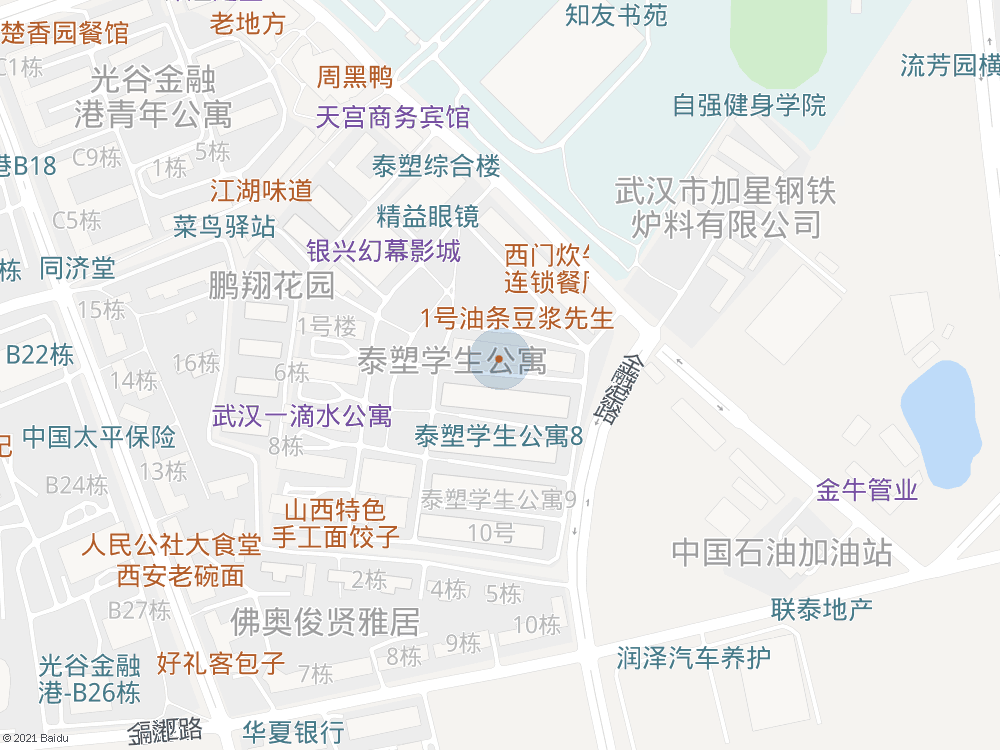 知友书苑
老地方
楚香园餐馆
C1栋
光谷金融
港青年公寓
周黑鸭
流芳园横
天宫商务宾馆
自强健身学院
C9栋
5栋
1栋
港B18
泰塑综合楼
江湖味道
武汉市加星钢铁
炉料有限公司
C5栋
菜鸟驿站
精益眼镜
银兴幻幕影城
西门炊
连锁餐厅
栋
同济堂
鹏翔花园
15栋
1号楼
1号油条豆浆先生
B22栋
16栋
泰塑学生公寓
6栋
14栋
金融港路
武汉一滴水公寓
中国太平保险
8栋
泰塑学生公寓8
记
13栋
B24栋
金牛管业
泰塑学生公寓9
山西特色
手工面饺子
10号
人民公社大食堂
西安老碗面
中国石油加油站
2栋
4栋
5栋
B27栋
联泰地产
佛奥俊贤雅居
10栋
9栋
8栋
光谷金融
港-B26栋
好礼客包子
7栋
润泽汽车养护
华夏银行
© 2021 Baidu